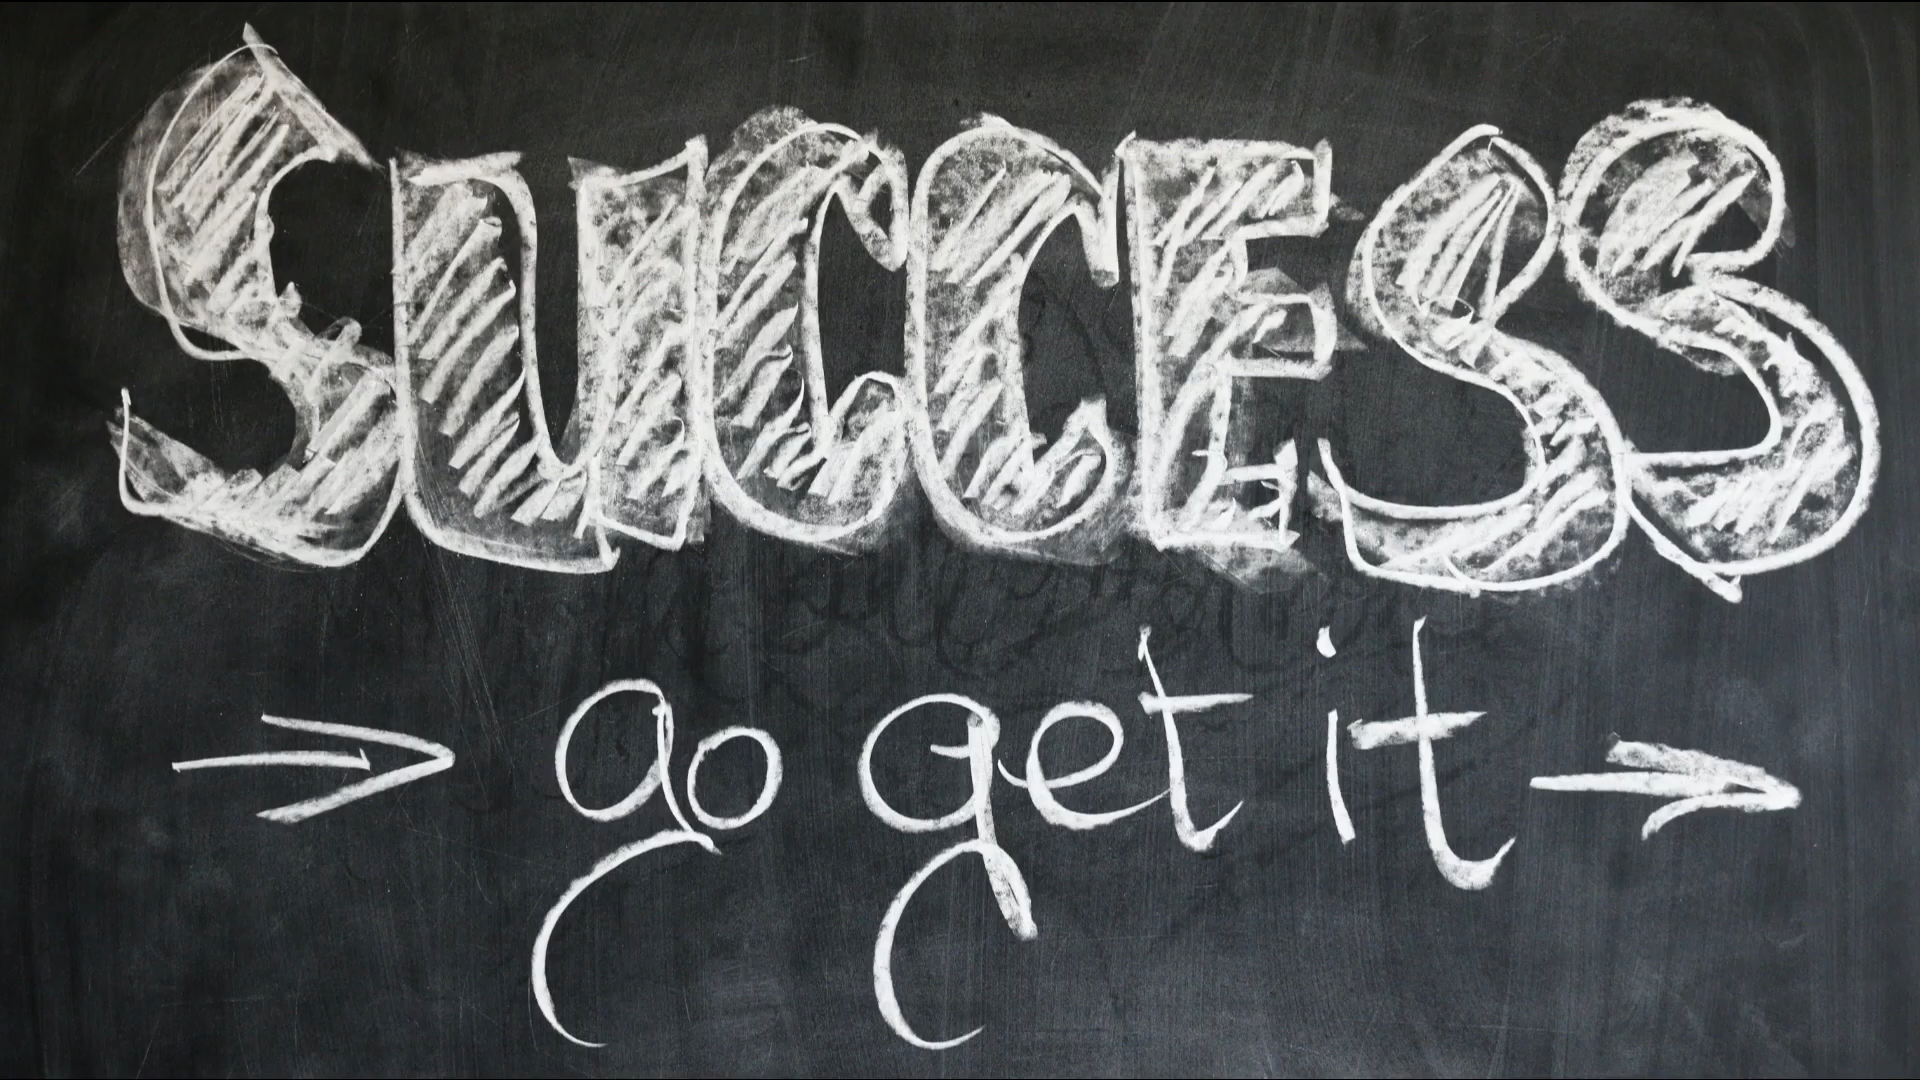 SUCCESS
→ go get it →